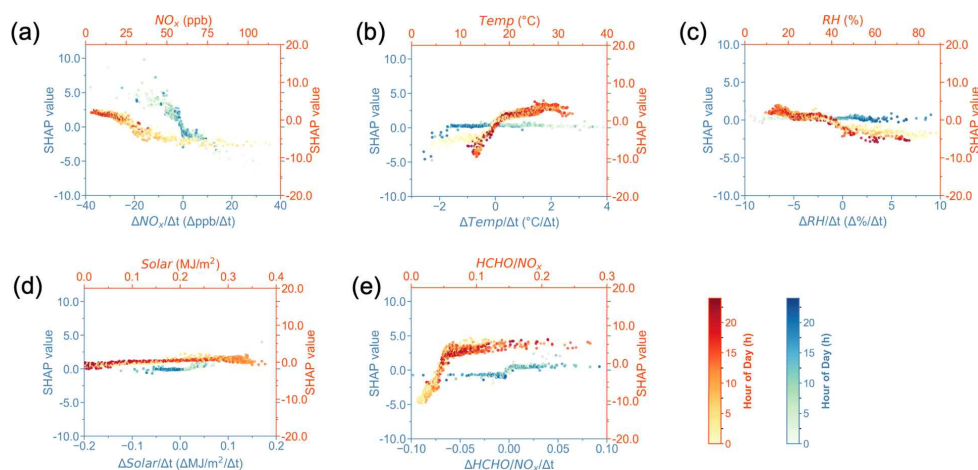 (a)
NOx (ppb)
0 25 50 75 100
SHAP value
10.0
5.0
0.0
-5.0
-10.0
20.0
10.0
0.0
-10.0
-20.0
SHAP value
-40 -20 0 20 40
ΔNOx/Δt (Δppb/Δt)
(b)
Temp (°C)
0 10 20 30 40
SHAP value
10.0
5.0
0.0
-5.0
-10.0
20.0
10.0
0.0
-10.0
-20.0
SHAP value
−2 0 2 4
ΔTemp/Δt (°C/Δt)
(c)
RH (%)
0 20 40 60 80
SHAP value
10.0
5.0
0.0
-5.0
-10.0
20.0
10.0
0.0
-10.0
-20.0
SHAP value
−10 −5 0 5 10
ΔRH/Δt (Δ%/Δt)
(d)
Solar (MJ/m²)
0.0 0.1 0.2 0.3 0.4
SHAP value
10.0
5.0
0.0
-5.0
-10.0
20.0
10.0
0.0
-10.0
-20.0
SHAP value
−0.2 −0.1 0.0 0.1 0.2
ΔSolar/Δt (ΔMJ/m²/Δt)
(e)
HCHO/NOx
0.0 0.1 0.2 0.3
SHAP value
10.0
5.0
0.0
-5.0
-10.0
20.0
10.0
0.0
-10.0
-20.0
SHAP value
−0.10 −0.05 0.00 0.05 0.10
ΔHCHO/NOx/Δt
20
15
10
5
0
Hour of Day (h)
20
15
10
5
0
Hour of Day (h)